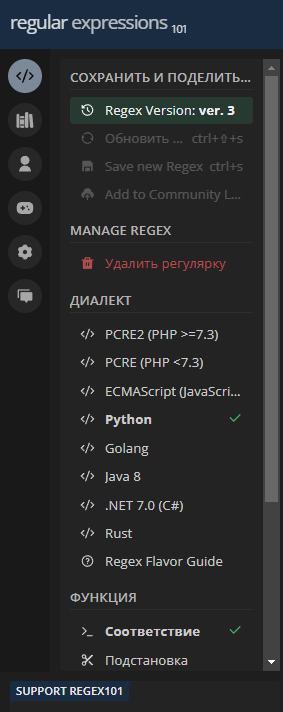 regular expressions 101
СОХРАНИТЬ И ПОДЕЛИТЬ...
Regex Version: ver. 3
Обновить ... ctrl+⇧+s
Save new Regex ctrl+s
Add to Community L...
MANAGE REGEX
Удалить регулярку
ДИАЛЕКТ
PCRE2 (PHP >=7.3)
PCRE (PHP <7.3)
ECMAScript (JavaScri...
Python
Golang
Java 8
.NET 7.0 (C#)
Rust
Regex Flavor Guide
ФУНКЦИЯ
Соответствие
Подстановка
SUPPORT REGEX101